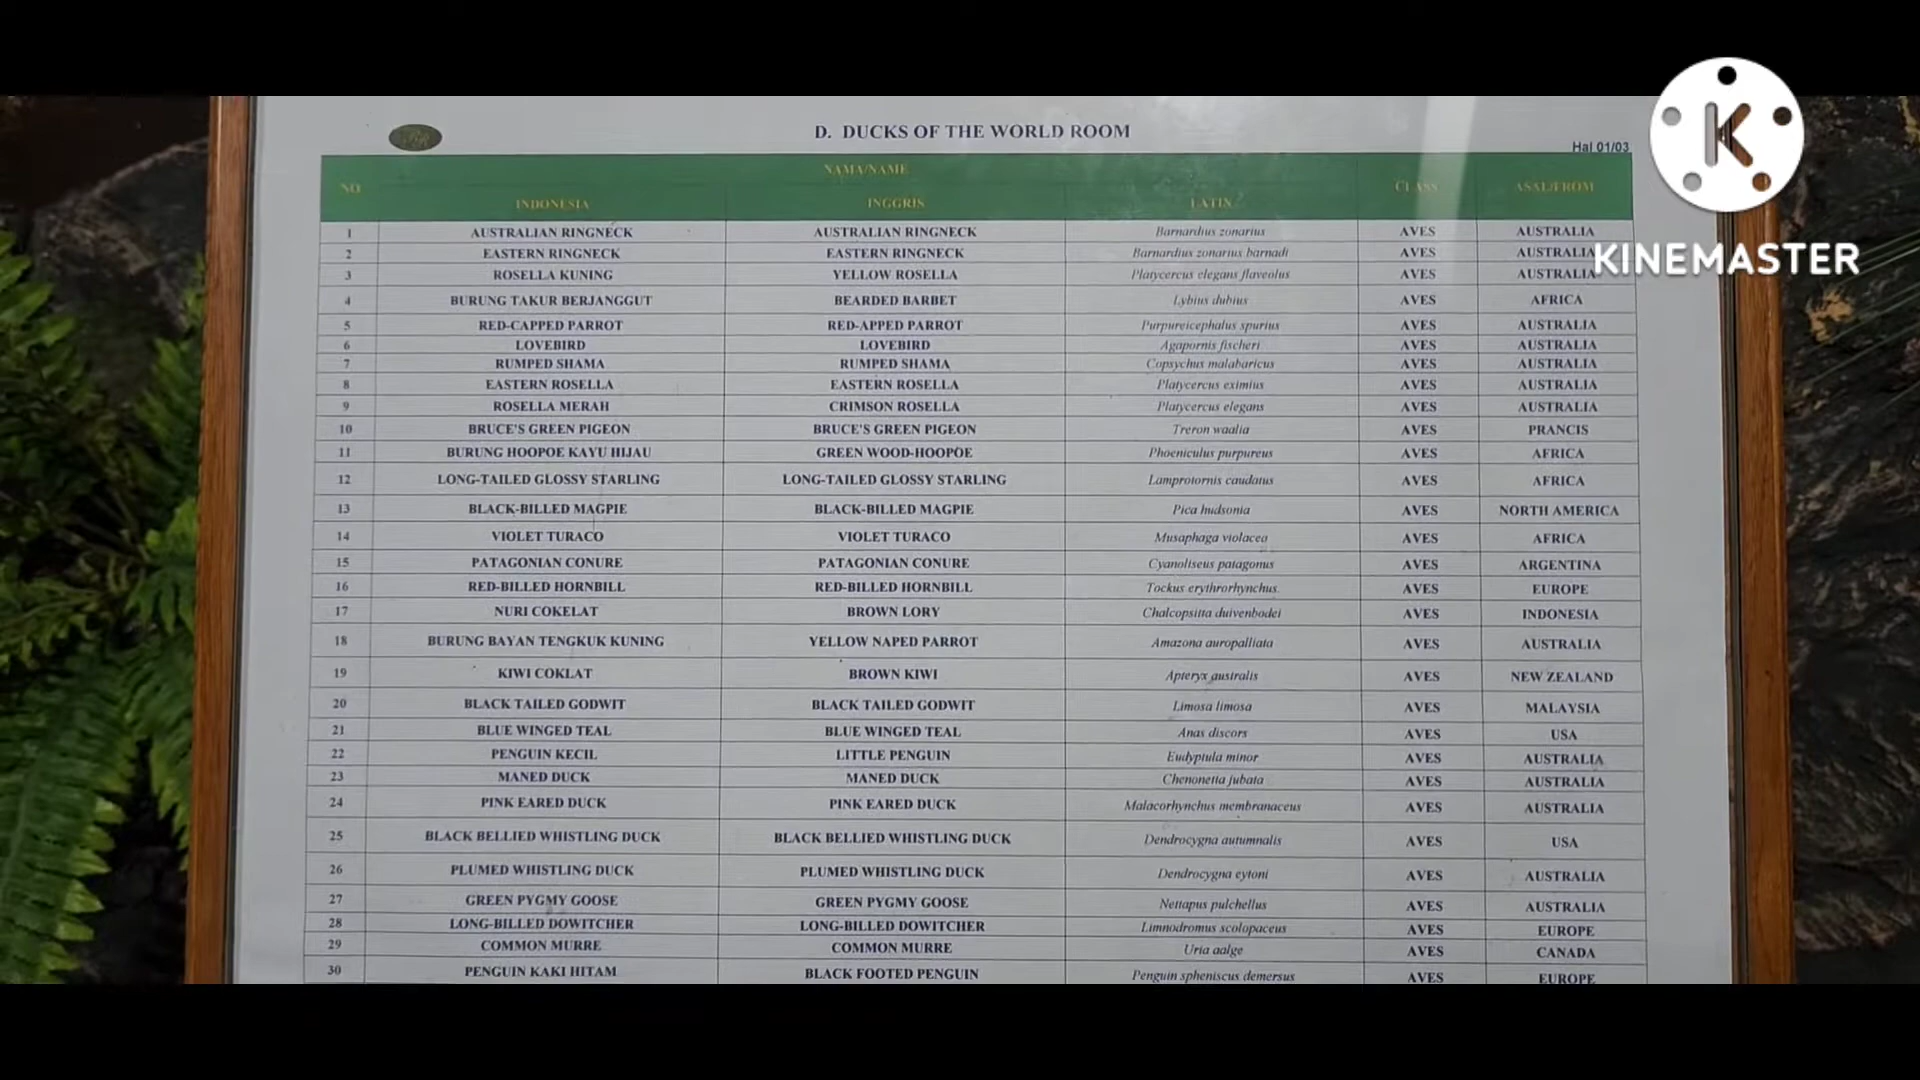 D. DUCKS OF THE WORLD ROOM
Hal 01/03
NO NAMA/NAME CLASS ASAL/FROM
INDONESIA INGGRIS LATIN
1 AUSTRALIAN RINGNECK AUSTRALIAN RINGNECK Barnardius zonarius AVES AUSTRALIA
2 EASTERN RINGNECK EASTERN RINGNECK Barnardius zonarius barnadi AVES AUSTRALIA
3 ROSELLA KUNING YELLOW ROSELLA Platycercus elegans flaveolus AVES AUSTRALIA
4 BURUNG TAKUR BERJANGGUT BEARDED BARBET Lybius dubius AVES AFRICA
5 RED-CAPPED PARROT RED-APPED PARROT Purpureicephalus spurius AVES AUSTRALIA
6 LOVEBIRD LOVEBIRD Agapornis fischeri AVES AUSTRALIA
7 RUMPED SHAMA RUMPED SHAMA Copsychus malabaricus AVES AUSTRALIA
8 EASTERN ROSELLA EASTERN ROSELLA Platycercus eximius AVES AUSTRALIA
9 ROSELLA MERAH CRIMSON ROSELLA Platycercus elegans AVES AUSTRALIA
10 BRUCE'S GREEN PIGEON BRUCE'S GREEN PIGEON Treron waalia AVES PRANCIS
11 BURUNG HOOPOE KAYU HIJAU GREEN WOOD-HOOPOE Phoeniculus purpureus AVES AFRICA
12 LONG-TAILED GLOSSY STARLING LONG-TAILED GLOSSY STARLING Lamprotornis caudatus AVES AFRICA
13 BLACK-BILLED MAGPIE BLACK-BILLED MAGPIE Pica hudsonia AVES NORTH AMERICA
14 VIOLET TURACO VIOLET TURACO Musaphaga violacea AVES AFRICA
15 PATAGONIAN CONURE PATAGONIAN CONURE Cyanoliseus patagonus AVES ARGENTINA
16 RED-BILLED HORNBILL RED-BILLED HORNBILL Tockus erythrorhynchus AVES EUROPE
17 NURI COKELAT BROWN LORY Chalcopsitta duivenbodei AVES INDONESIA
18 BURUNG BAYAN TENGKUK KUNING YELLOW NAPED PARROT Amazona auropalliata AVES AUSTRALIA
19 KIWI COKLAT BROWN KIWI Apteryx australis AVES NEW ZEALAND
20 BLACK TAILED GODWIT BLACK TAILED GODWIT Limosa limosa AVES MALAYSIA
21 BLUE WINGED TEAL BLUE WINGED TEAL Anas discors AVES USA
22 PENGUIN KECIL LITTLE PENGUIN Eudyptula minor AVES AUSTRALIA
23 MANED DUCK MANED DUCK Chenonetta jubata AVES AUSTRALIA
24 PINK EARED DUCK PINK EARED DUCK Malacorhynchus membranaceus AVES AUSTRALIA
25 BLACK BELLIED WHISTLING DUCK BLACK BELLIED WHISTLING DUCK Dendrocygna autumnalis AVES USA
26 PLUMED WHISTLING DUCK PLUMED WHISTLING DUCK Dendrocygna eytoni AVES AUSTRALIA
27 GREEN PYGMY GOOSE GREEN PYGMY GOOSE Nettapus pulchellus AVES AUSTRALIA
28 LONG-BILLED DOWITCHER LONG-BILLED DOWITCHER Limnodromus scolopaceus AVES EUROPE
29 COMMON MURRE COMMON MURRE Uria aalge AVES CANADA
30 PENGUIN KAKI HITAM BLACK FOOTED PENGUIN Penguin spheniscus demersus AVES EUROPE
K
KINEMASTER